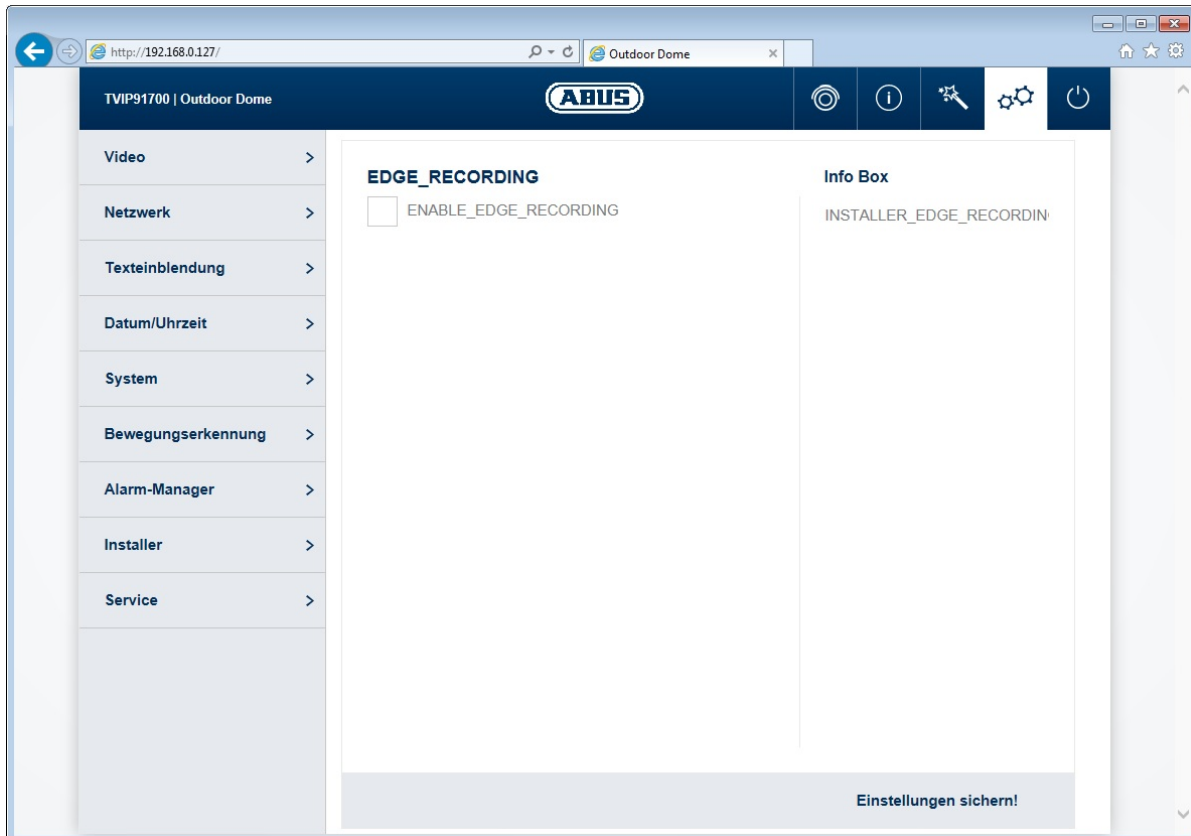 http://192.168.0.127/
Outdoor Dome
TVIP91700 | Outdoor Dome
ABUS
Video
Netzwerk
Texteinblendung
Datum/Uhrzeit
System
Bewegungserkennung
Alarm-Manager
Installer
Service
EDGE_RECORDING
ENABLE_EDGE_RECORDING
Info Box
INSTALLER_EDGE_RECORDIN
Einstellungen sichern!